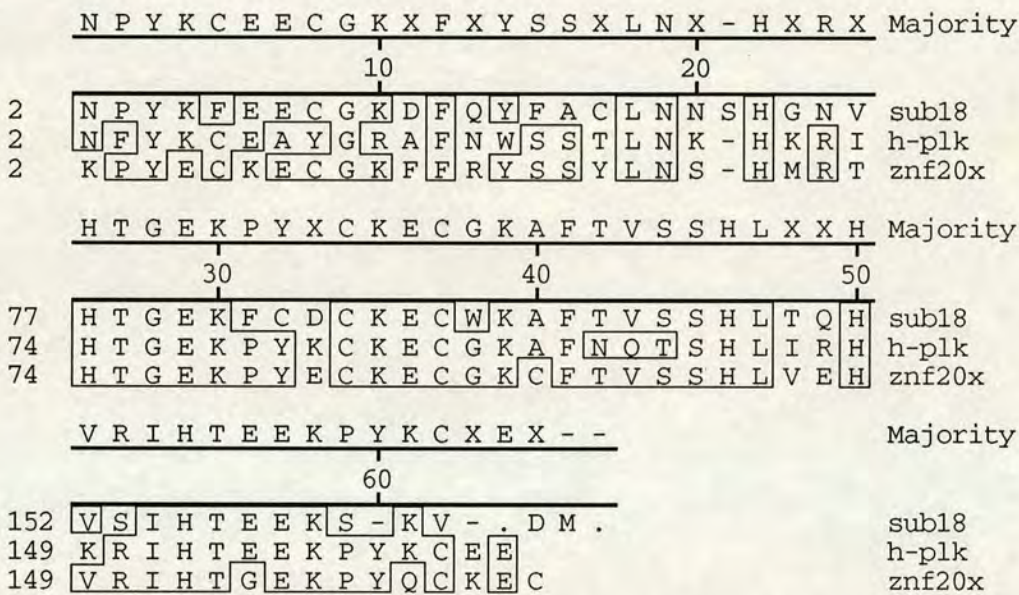 N P Y K C E E C G K X F X Y S S X L N X - H X R X Majority
10 20
2 N P Y K F E E C G K D F Q Y F A C L N N S H G N V sub18
N F Y K C E A Y G R A F N W S S T L N K - H K R I h-plk
2 K P Y E C K E C G K F F R Y S S Y L N S - H M R T znf20x
H T G E K P Y X C K E C G K A F T V S S H L X X H Majority
30 40 50
77 H T G E K F C D C K E C W K A F T V S S H L T Q H sub18
74 H T G E K P Y K C K E C G K A F N Q T S H L I R H h-plk
74 H T G E K P Y E C K E C G K C F T V S S H L V E H znf20x
V R I H T E E K P Y K C X E X - - Majority
60
152 V S I H T E E K S - K V - . D M . sub18
149 K R I H T E E K P Y K C E E h-plk
149 V R I H T G E K P Y Q C K E C znf20x